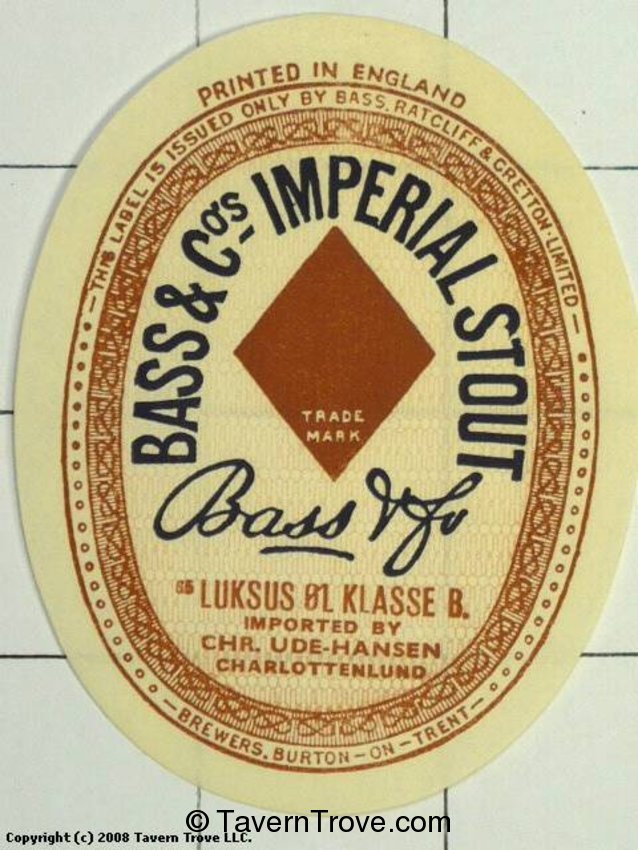 PRINTED IN ENGLAND
THIS LABEL IS ISSUED ONLY BY BASS, RATCLIFF & GRETTON·LIMITED
BASS & Co's IMPERIAL STOUT
TRADE
MARK
Bass & Co
LUKSUS ØL KLASSE B.
IMPORTED BY
CHR. UDE-HANSEN
CHARLOTTENLUND
BREWERS, BURTON-ON-TRENT
© TavernTrove.com
Copyright (c) 2008 Tavern Trove LLC.